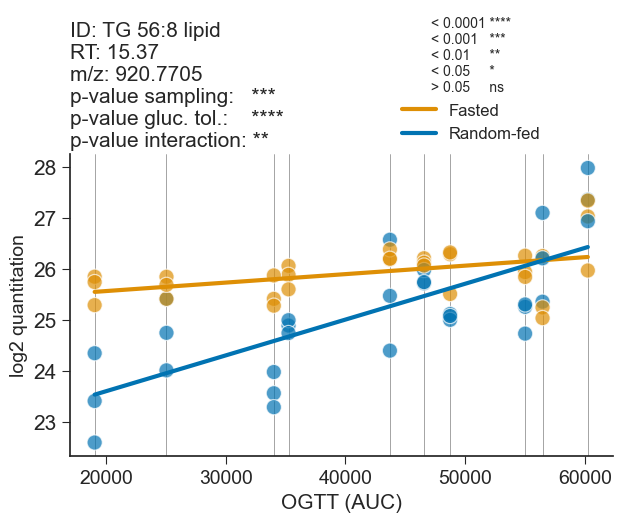 ID: TG 56:8 lipid
RT: 15.37
m/z: 920.7705
p-value sampling: ***
p-value gluc. tol.: ****
p-value interaction: **
< 0.0001 ****
< 0.001 ***
< 0.01 **
< 0.05 *
> 0.05 ns
Fasted
Random-fed
28
27
26
25
24
23
log2 quantitation
20000 30000 40000 50000 60000
OGTT (AUC)